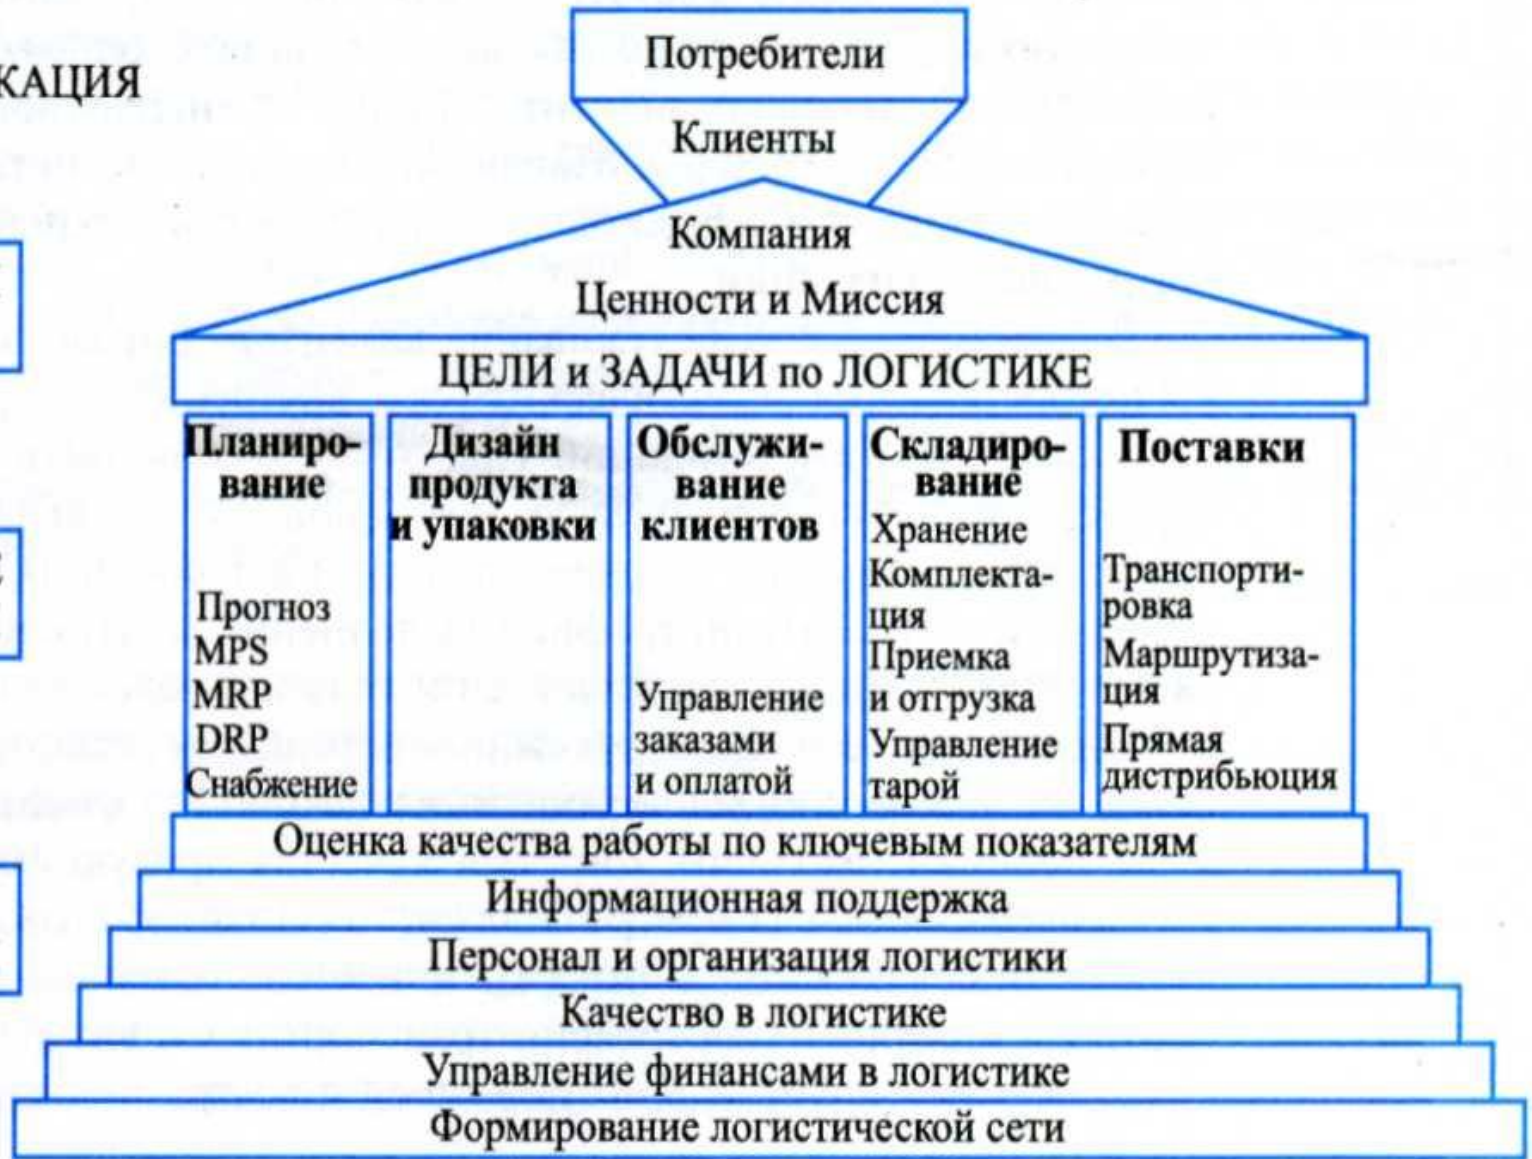 КАЦИЯ
Потребители
Клиенты
Компания
Ценности и Миссия
ЦЕЛИ и ЗАДАЧИ по ЛОГИСТИКЕ
Планиро-
вание
Прогноз
MPS
MRP
DRP
Снабжение
Дизайн
продукта
и упаковки
Обслужи-
вание
клиентов
Управление
заказами
и оплатой
Складиро-
вание
Хранение
Комплекта-
ция
Приемка
и отгрузка
Управление
тарой
Поставки
Транспорти-
ровка
Маршрутиза-
ция
Прямая
дистрибьюция
Оценка качества работы по ключевым показателям
Информационная поддержка
Персонал и организация логистики
Качество в логистике
Управление финансами в логистике
Формирование логистической сети